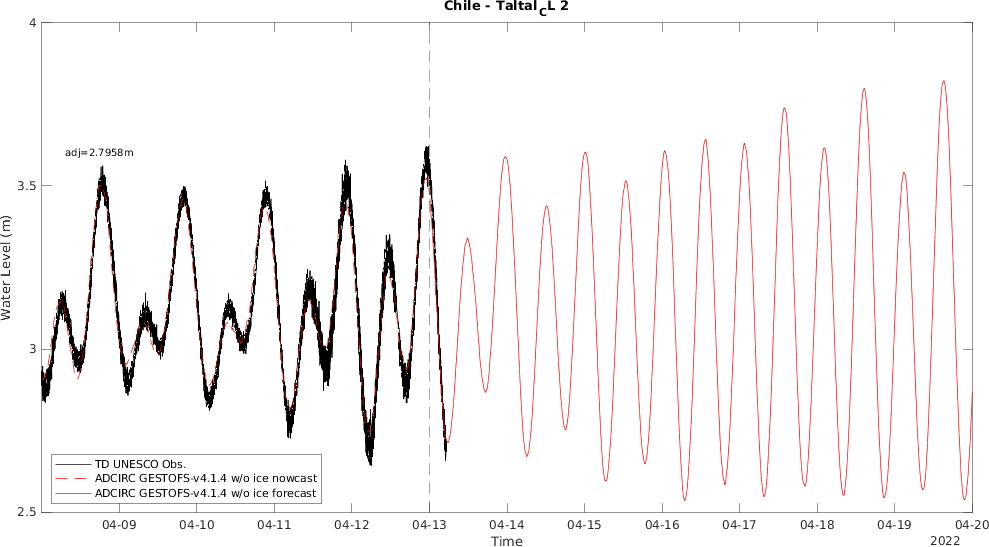 Chile - Taltal_CL 2
4
adj=2.7958m
3.5
Water Level (m)
3
TD UNESCO Obs.
ADCIRC GESTOFS-v4.1.4 w/o ice nowcast
ADCIRC GESTOFS-v4.1.4 w/o ice forecast
2.5
04-09 04-10 04-11 04-12 04-13 04-14 04-15 04-16 04-17 04-18 04-19 04-20
Time
2022